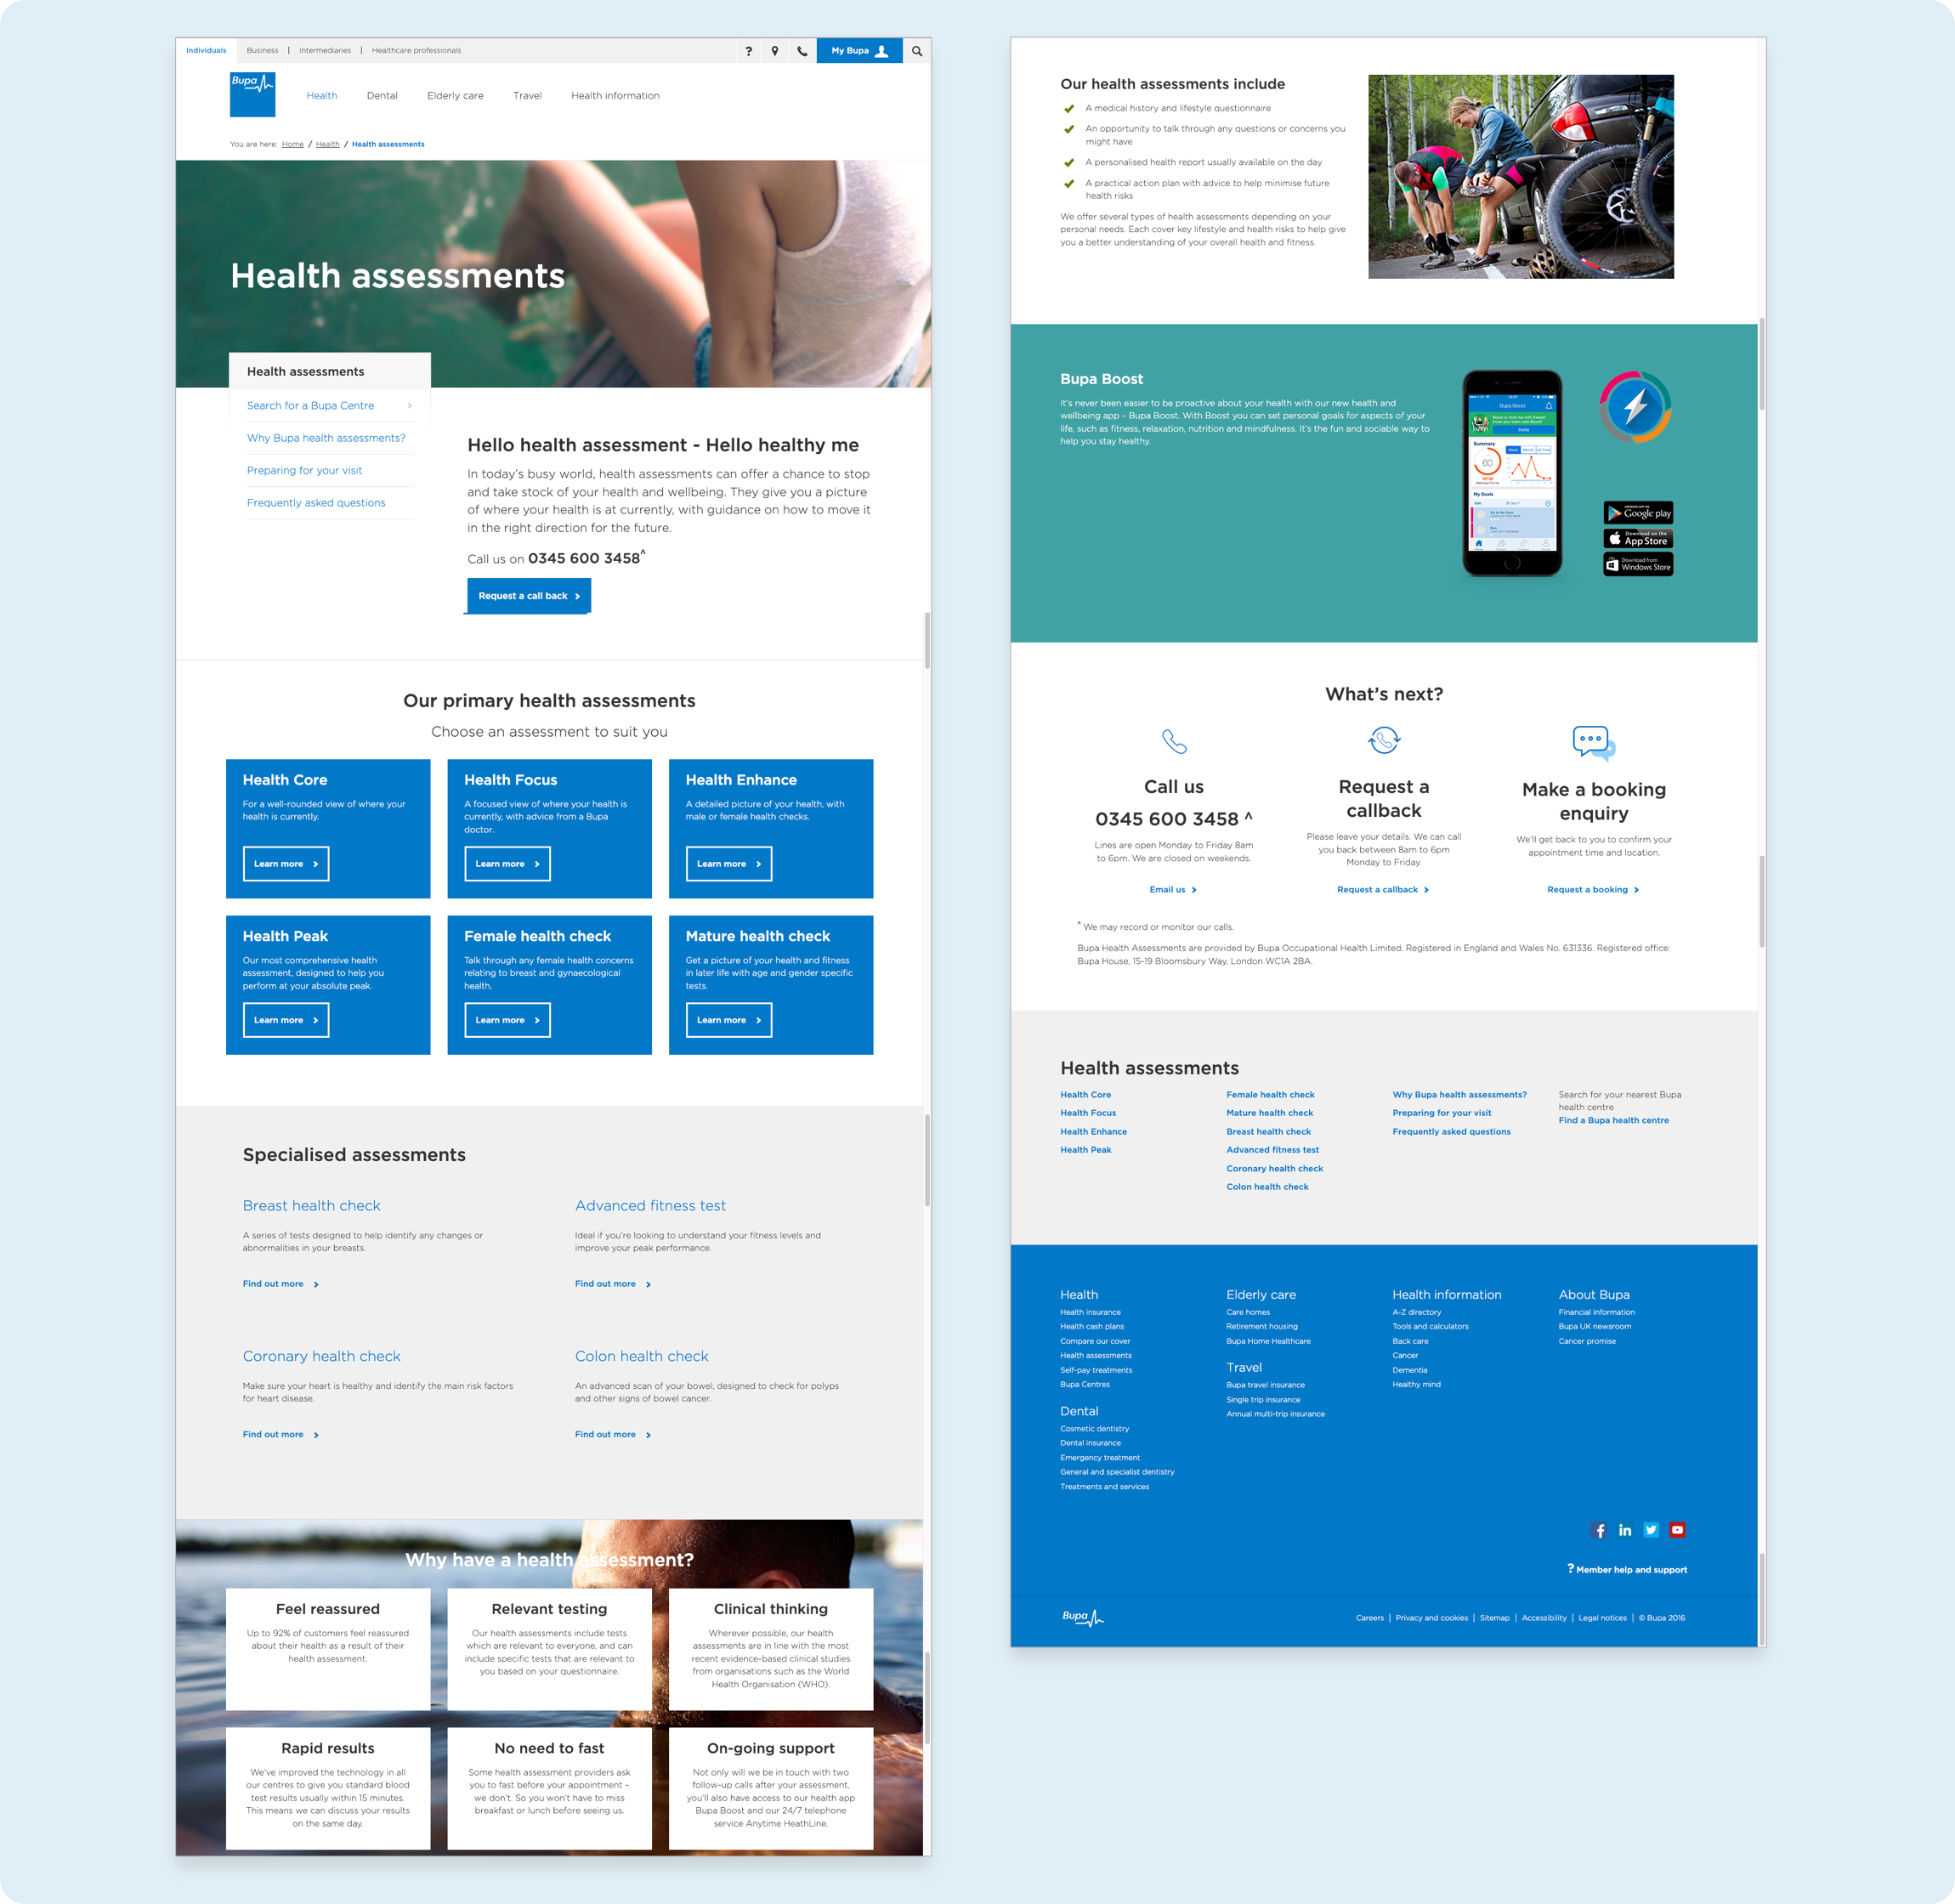 Individuals
Business | Intermediaries | Healthcare professionals
? My Bupa
Bupa
Health Dental Elderly care Travel Health information
You are here: Home / Health / Health assessments
Health assessments
Health assessments
Search for a Bupa Centre
Why Bupa health assessments?
Preparing for your visit
Frequently asked questions
Hello health assessment - Hello healthy me
In today's busy world, health assessments can offer a chance to stop
and take stock of your health and wellbeing. They give you a picture
of where your health is at currently, with guidance on how to move it
in the right direction for the future.
Call us on 0345 600 3458^
Request a call back
Our primary health assessments
Choose an assessment to suit you
Health Core
For a well-rounded view of where your
health is currently.
Learn more
Health Focus
A focused view of where your health is
currently, with advice from a Bupa
doctor.
Learn more
Health Enhance
A detailed picture of your health, with
male or female health checks.
Learn more
Health Peak
Our most comprehensive health
assessment, designed to help you
perform at your absolute peak.
Learn more
Female health check
Talk through any female health concerns
relating to breast and gynaecological
health.
Learn more
Mature health check
Get a picture of your health and fitness
in later life with age and gender specific
tests.
Learn more
Specialised assessments
Breast health check
A series of tests designed to help identify any changes or
abnormalities in your breasts.
Find out more
Advanced fitness test
Ideal if you're looking to understand your fitness levels and
improve your peak performance.
Find out more
Coronary health check
Make sure your heart is healthy and identify the main risk factors
for heart disease.
Find out more
Colon health check
An advanced scan of your bowel, designed to check for polyps
and other signs of bowel cancer.
Find out more
Why have a health assessment?
Feel reassured
Up to 92% of customers feel reassured
about their health as a result of their
health assessment.
Relevant testing
Our health assessments include tests
which are relevant to everyone, and can
include specific tests that are relevant to
you based on your questionnaire.
Clinical thinking
Wherever possible, our health
assessments are in line with the most
recent evidence-based clinical studies
from organisations such as the World
Health Organisation (WHO).
Rapid results
We've improved the technology in all
our centres to give you standard blood
test results usually within 15 minutes.
This means we can discuss your results
on the same day.
No need to fast
Some health assessment providers ask
you to fast before your appointment –
we don't. So you won't have to miss
breakfast or lunch before seeing us.
On-going support
Not only will we be in touch with two
follow-up calls after your assessment,
you'll also have access to our health app
Bupa Boost and our 24/7 telephone
service Anytime HeathLine.
Our health assessments include
A medical history and lifestyle questionnaire
An opportunity to talk through any questions or concerns you
might have
A personalised health report usually available on the day
A practical action plan with advice to help minimise future
health risks
We offer several types of health assessments depending on your
personal needs. Each cover key lifestyle and health risks to help give
you a better understanding of your overall health and fitness.
Bupa Boost
It's never been easier to be proactive about your health with our new health and
wellbeing app – Bupa Boost. With Boost you can set personal goals for aspects of your
life, such as fitness, relaxation, nutrition and mindfulness. It's the fun and sociable way to
help you stay healthy.
Bupa Boost
Invite
Summary
60
My Goals
ANDROID APP ON
Google play
Download on the
App Store
Download from
Windows Store
What's next?
Call us
0345 600 3458 ^
Lines are open Monday to Friday 8am
to 6pm. We are closed on weekends.
Email us
Request a
callback
Please leave your details. We can call
you back between 8am to 6pm
Monday to Friday.
Request a callback
Make a booking
enquiry
We'll get back to you to confirm your
appointment time and location.
Request a booking
^ We may record or monitor our calls.
Bupa Health Assessments are provided by Bupa Occupational Health Limited. Registered in England and Wales No. 631336. Registered office:
Bupa House, 15-19 Bloomsbury Way, London WC1A 2BA.
Health assessments
Health Core
Health Focus
Health Enhance
Health Peak
Female health check
Mature health check
Breast health check
Advanced fitness test
Coronary health check
Colon health check
Why Bupa health assessments?
Preparing for your visit
Frequently asked questions
Search for your nearest Bupa
health centre
Find a Bupa health centre
Health
Health insurance
Health cash plans
Compare our cover
Health assessments
Self-pay treatments
Bupa Centres
Dental
Cosmetic dentistry
Dental insurance
Emergency treatment
General and specialist dentistry
Treatments and services
Elderly care
Care homes
Retirement housing
Bupa Home Healthcare
Travel
Bupa travel insurance
Single trip insurance
Annual multi-trip insurance
Health information
A-Z directory
Tools and calculators
Back care
Cancer
Dementia
Healthy mind
About Bupa
Financial information
Bupa UK newsroom
Cancer promise
? Member help and support
Bupa
Careers | Privacy and cookies | Sitemap | Accessibility | Legal notices | © Bupa 2016